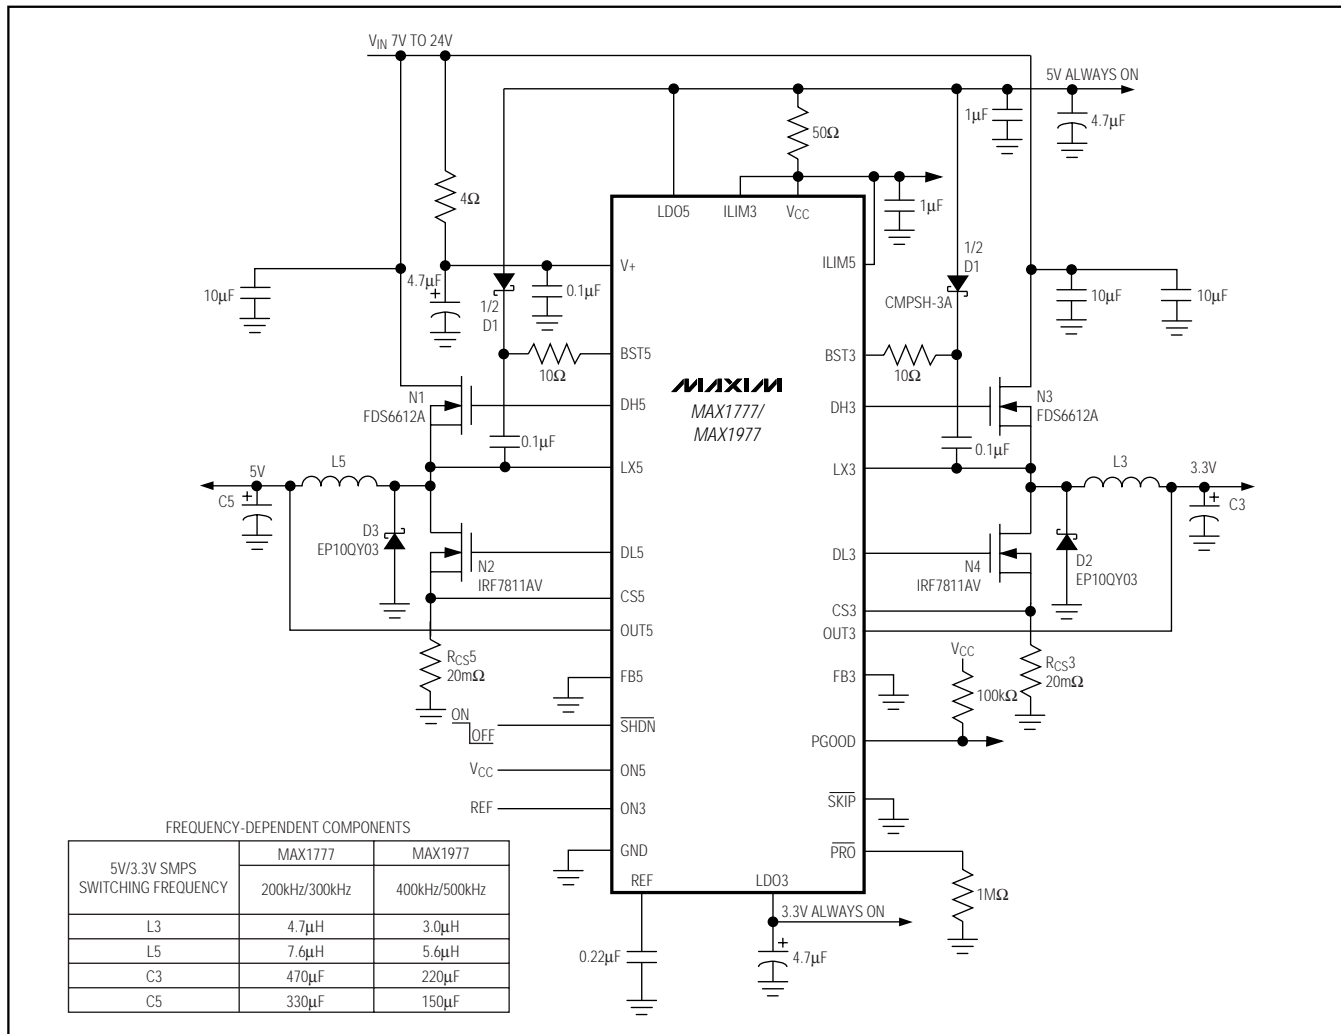 VIN 7V TO 24V
5V ALWAYS ON
1μF
4.7μF
50Ω
4Ω
LDO5
ILIM3
VCC
1μF
V+
ILIM5
1/2
D1
10μF
4.7μF
+
0.1μF
1/2
D1
CMPSH-3A
10μF
10μF
BST5
10Ω
BST3
10Ω
MAXIM
MAX1777/
MAX1977
N1
FDS6612A
DH5
DH3
N3
FDS6612A
0.1μF
0.1μF
5V
L5
LX5
LX3
L3
3.3V
C5
+
+
C3
D3
EP10QY03
DL5
DL3
N2
IRF7811AV
N4
IRF7811AV
D2
EP10QY03
CS5
CS3
OUT5
OUT3
RCS5
20mΩ
VCC
RCS3
20mΩ
FB5
FB3
100kΩ
ON
OFF
SHDN
PGOOD
VCC
ON5
REF
ON3
SKIP
GND
PRO
REF
LDO3
1MΩ
3.3V ALWAYS ON
0.22μF
+
4.7μF
FREQUENCY-DEPENDENT COMPONENTS
5V/3.3V SMPS
SWITCHING FREQUENCY
MAX1777
MAX1977
200kHz/300kHz
400kHz/500kHz
L3 4.7μH 3.0μH
L5 7.6μH 5.6μH
C3 470μF 220μF
C5 330μF 150μF